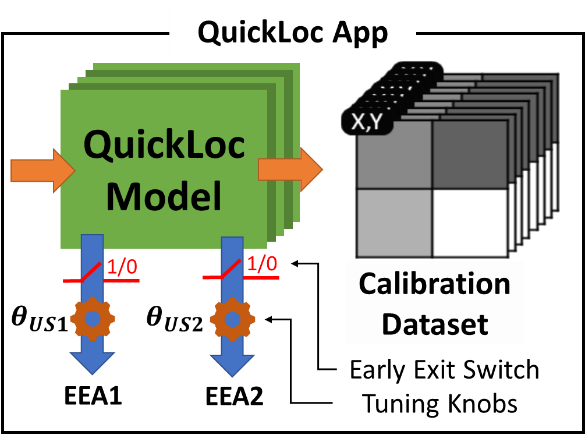 QuickLoc App
QuickLoc
Model
X,Y
1/0
1/0
Calibration
Dataset
θUS1
θUS2
Early Exit Switch
EEA1
EEA2
Tuning Knobs